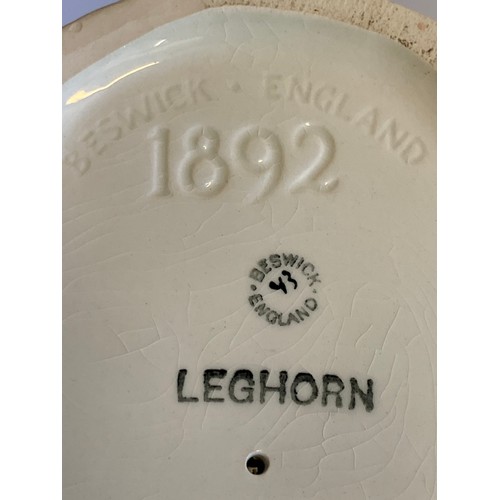 BESWICK · ENGLAND
1892
BESWICK
43
· ENGLAND ·
LEGHORN